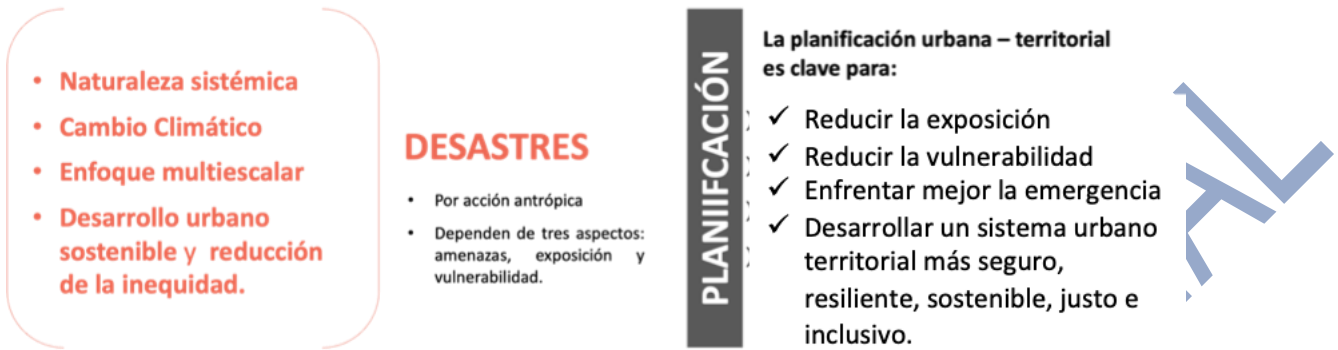 • Naturaleza sistémica
• Cambio Climático
• Enfoque multiescalar
• Desarrollo urbano
sostenible y reducción
de la inequidad.
DESASTRES
• Por acción antrópica
• Dependen de tres aspectos:
amenazas, exposición y
vulnerabilidad.
PLANIIFCACIÓN
La planificación urbana – territorial
es clave para:
✓ Reducir la exposición
✓ Reducir la vulnerabilidad
✓ Enfrentar mejor la emergencia
✓ Desarrollar un sistema urbano
territorial más seguro,
resiliente, sostenible, justo e
inclusivo.